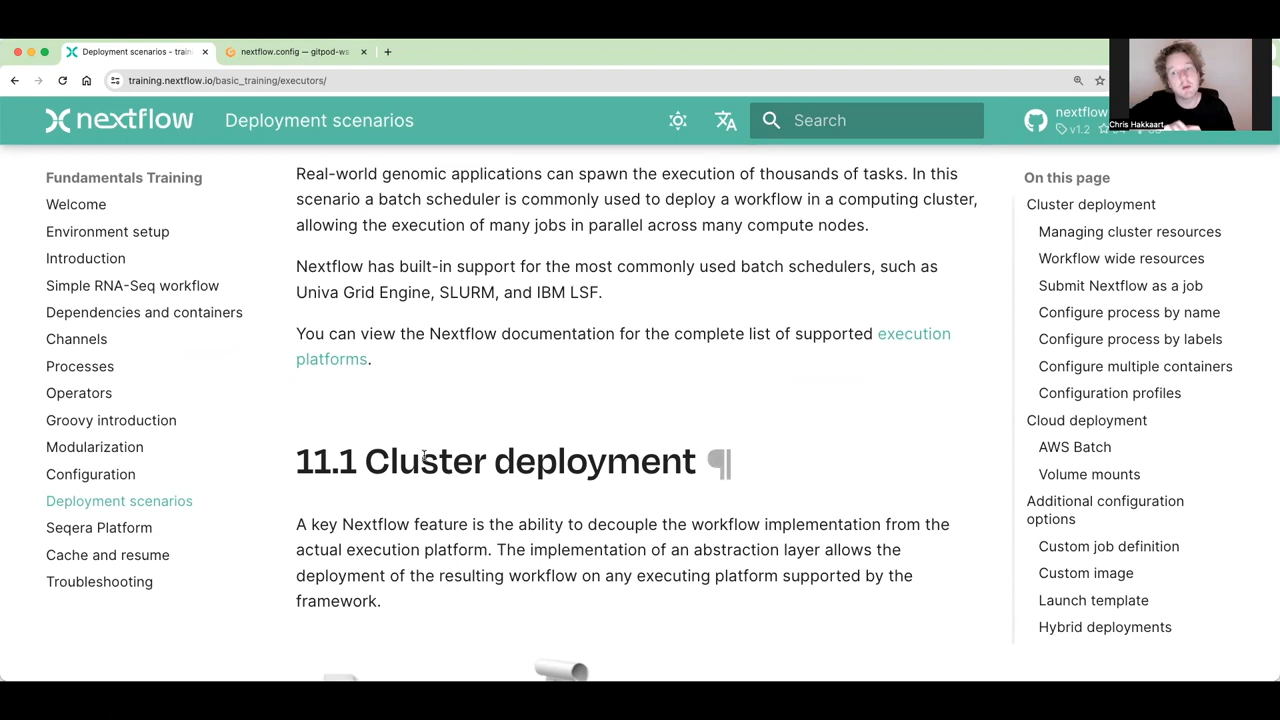 Deployment scenarios - train
nextflow.config — gitpod-ws
training.nextflow.io/basic_training/executors/
nextflow
Deployment scenarios
Search
nextflow
v1.2
Chris Hakkaart
Fundamentals Training
Welcome
Environment setup
Introduction
Simple RNA-Seq workflow
Dependencies and containers
Channels
Processes
Operators
Groovy introduction
Modularization
Configuration
Deployment scenarios
Seqera Platform
Cache and resume
Troubleshooting
Real-world genomic applications can spawn the execution of thousands of tasks. In this
scenario a batch scheduler is commonly used to deploy a workflow in a computing cluster,
allowing the execution of many jobs in parallel across many compute nodes.
Nextflow has built-in support for the most commonly used batch schedulers, such as
Univa Grid Engine, SLURM, and IBM LSF.
You can view the Nextflow documentation for the complete list of supported execution
platforms.
11.1 Cluster deployment ¶
A key Nextflow feature is the ability to decouple the workflow implementation from the
actual execution platform. The implementation of an abstraction layer allows the
deployment of the resulting workflow on any executing platform supported by the
framework.
On this page
Cluster deployment
Managing cluster resources
Workflow wide resources
Submit Nextflow as a job
Configure process by name
Configure process by labels
Configure multiple containers
Configuration profiles
Cloud deployment
AWS Batch
Volume mounts
Additional configuration
options
Custom job definition
Custom image
Launch template
Hybrid deployments